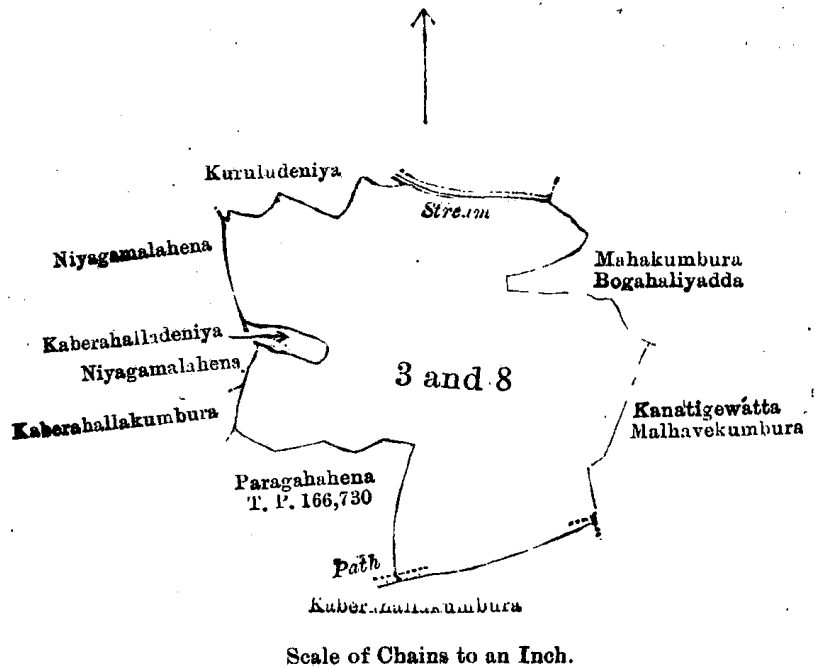 Kuruludeniya
Stream
Niyagamalahena
Mahakumbura
Bogahaliyadda
Kaberahalladeniya
Niyagamalahena
3 and 8
Kaberahallakumbura
Kanatigewatta
Malhavekumbura
Paragahahena
T. P. 166,730
Path
Scale of Chains to an Inch.